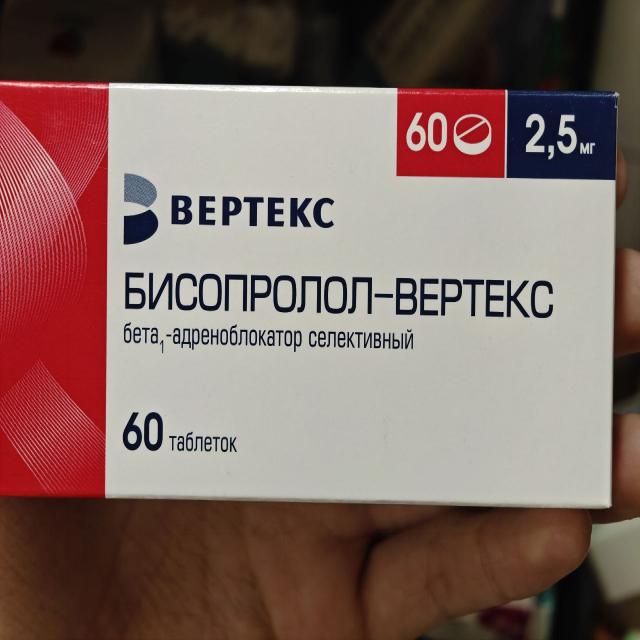 60 2,5 мг
ВЕРТЕКС
БИСОПРОЛОЛ-ВЕРТЕКС
бета₁-адреноблокатор селективный
60 таблеток